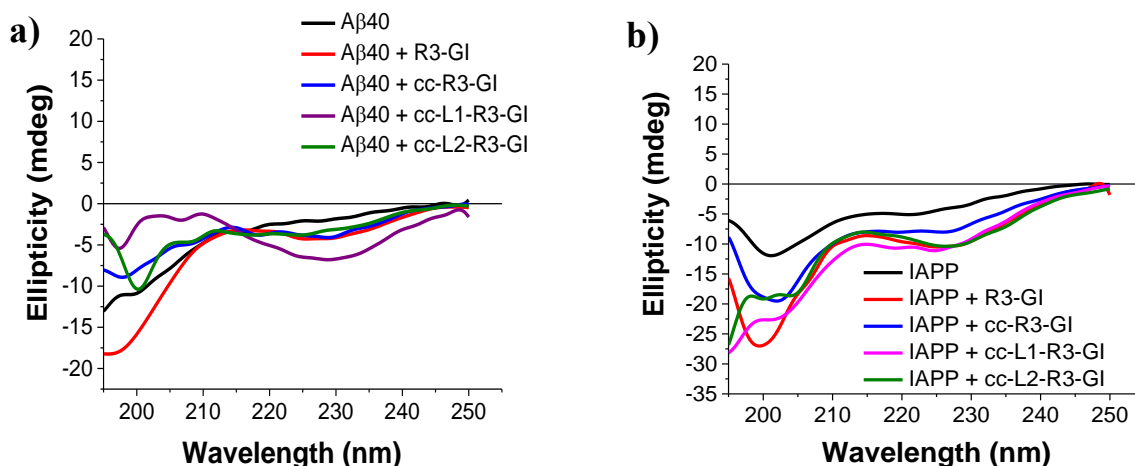 a)
Aβ40
Aβ40 + R3-GI
Aβ40 + cc-R3-GI
Aβ40 + cc-L1-R3-GI
Aβ40 + cc-L2-R3-GI
20
15
10
5
0
-5
-10
-15
-20
Ellipticity (mdeg)
200 210 220 230 240 250
Wavelength (nm)
b)
20
15
10
5
0
-5
-10
-15
-20
-25
-30
-35
Ellipticity (mdeg)
IAPP
IAPP + R3-GI
IAPP + cc-R3-GI
IAPP + cc-L1-R3-GI
IAPP + cc-L2-R3-GI
200 210 220 230 240 250
Wavelength (nm)